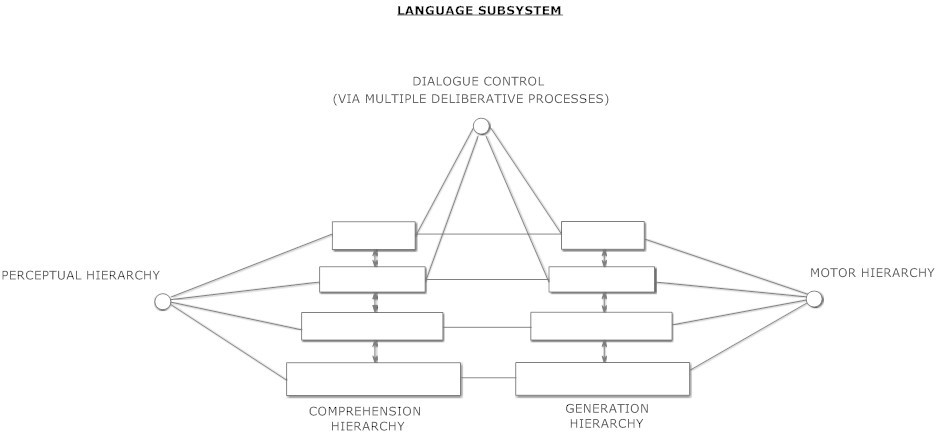 LANGUAGE SUBSYSTEM
DIALOGUE CONTROL
(VIA MULTIPLE DELIBERATIVE PROCESSES)
PERCEPTUAL HIERARCHY
MOTOR HIERARCHY
COMPREHENSION
HIERARCHY
GENERATION
HIERARCHY